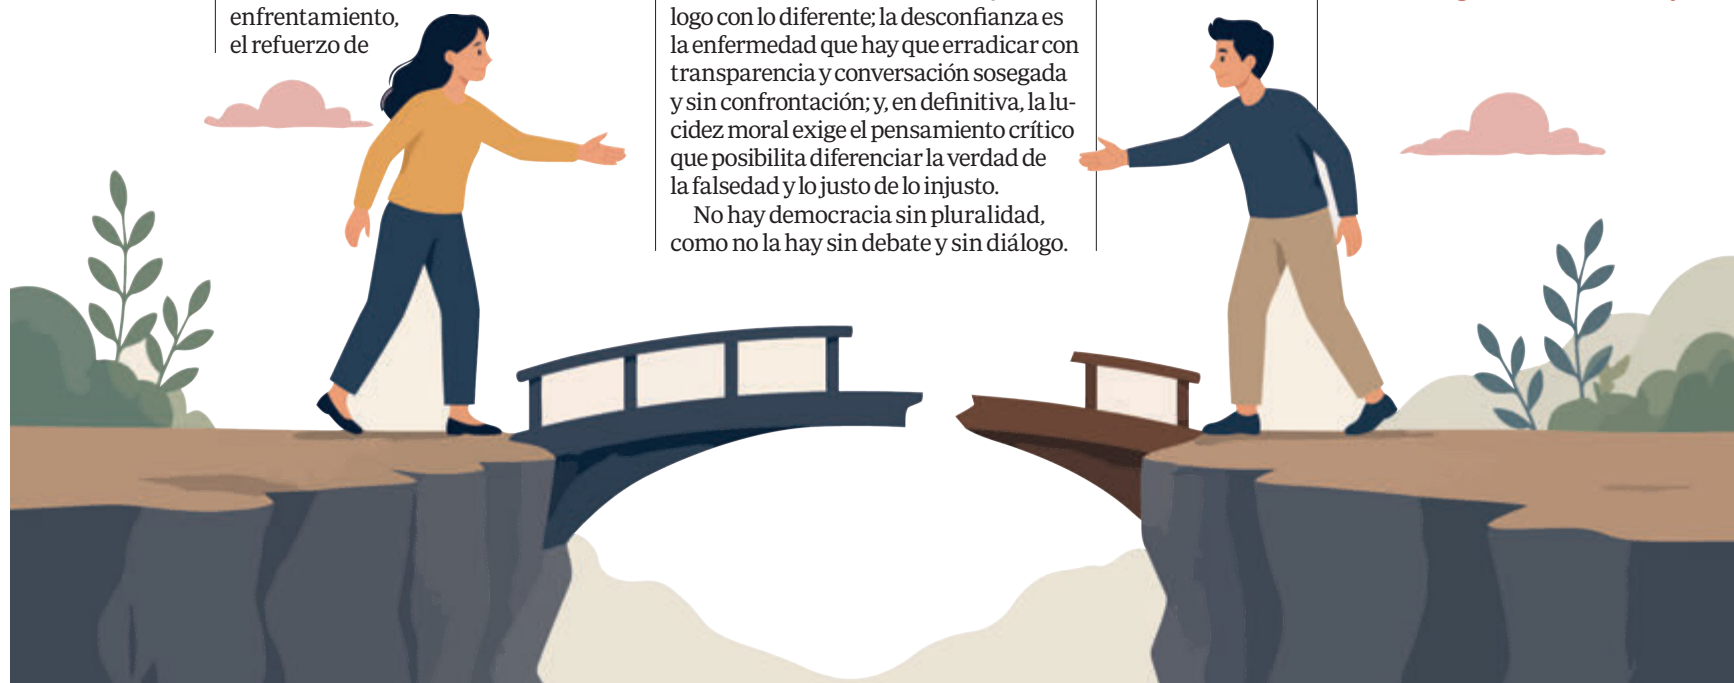 enfrentamiento,
el refuerzo de
logo con lo diferente; la desconfianza es
la enfermedad que hay que erradicar con
transparencia y conversación sosegada
y sin confrontación; y, en definitiva, la lu-
cidez moral exige el pensamiento crítico
que posibilita diferenciar la verdad de
la falsedad y lo justo de lo injusto.
No hay democracia sin pluralidad,
como no la hay sin debate y sin diálogo.